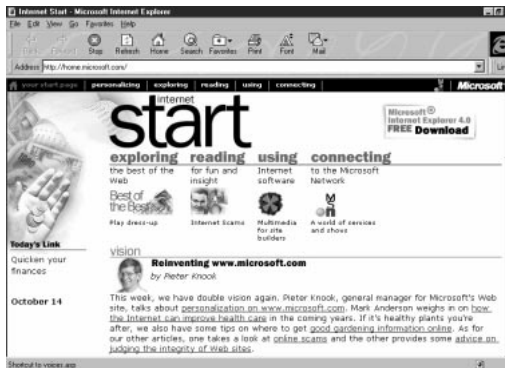 Internet Start - Microsoft Internet Explorer
File Edit View Go Favorites Help
Back Forward Stop Refresh Home Search Favorites Print Font Mail
Address http://home.microsoft.com/
your start page personalizing exploring reading using connecting Microsoft
internet
start
Microsoft®
Internet Explorer 4.0
FREE Download
exploring reading using connecting
the best of the Web
for fun and insight
Internet software
to the Microsoft Network
Best of the Best
msn
Play dress-up
Internet Scams
Multimedia for site builders
A world of services and shows
Today's Link
Quicken your
finances
October 14
vision
Reinventing www.microsoft.com
by Pieter Knook
This week, we have double vision again. Pieter Knook, general manager for Microsoft's Web
site, talks about personalization on www.microsoft.com. Mark Anderson weighs in on how
the Internet can improve health care in the coming years. If it's healthy plants you're
after, we also have some tips on where to get good gardening information online. As for
our other articles, one takes a look at online scams and the other provides some advice on
judging the integrity of Web sites.
Shortcut to voices.asp